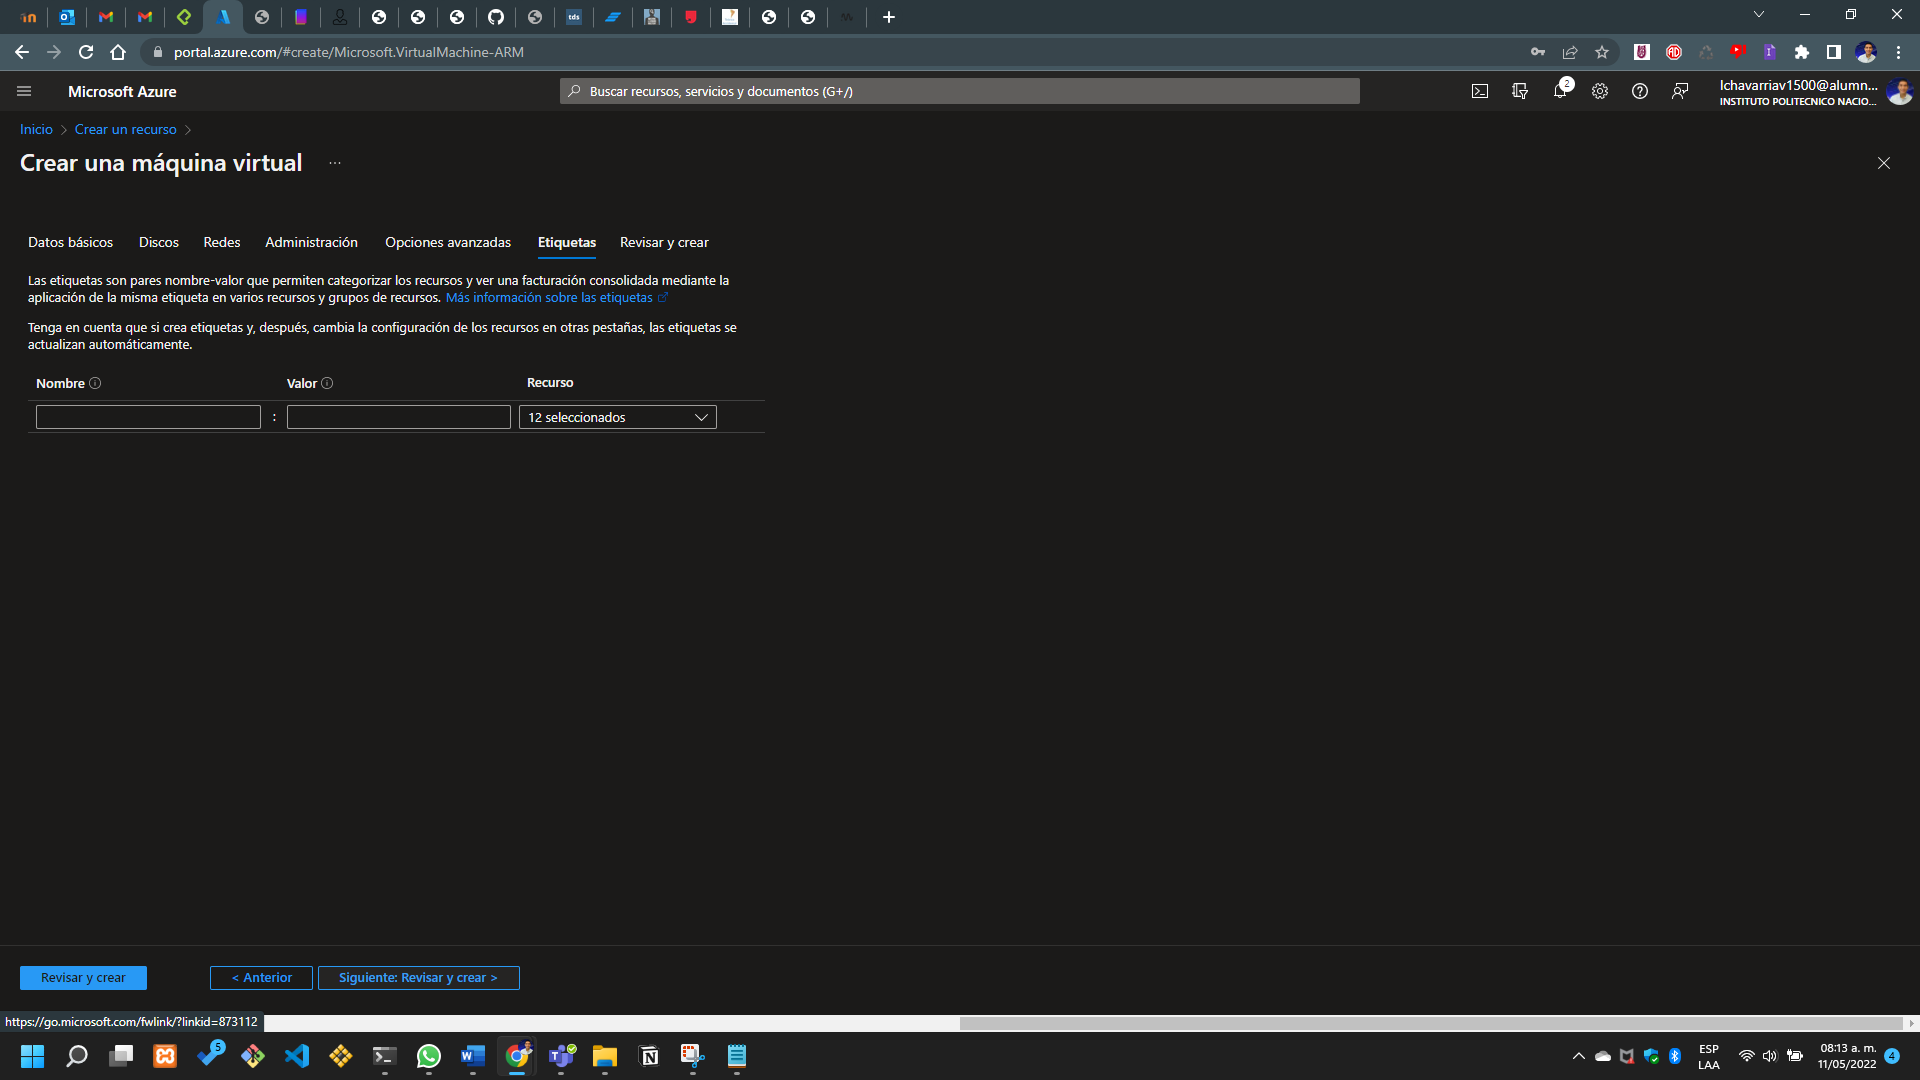 portal.azure.com/#create/Microsoft.VirtualMachine-ARM
Microsoft Azure
Buscar recursos, servicios y documentos (G+/)
2
lchavarriav1500@alumn...
INSTITUTO POLITECNICO NACIO...
Inicio > Crear un recurso >
Crear una máquina virtual ...
Datos básicos Discos Redes Administración Opciones avanzadas Etiquetas Revisar y crear
Las etiquetas son pares nombre-valor que permiten categorizar los recursos y ver una facturación consolidada mediante la
aplicación de la misma etiqueta en varios recursos y grupos de recursos. Más información sobre las etiquetas
Tenga en cuenta que si crea etiquetas y, después, cambia la configuración de los recursos en otras pestañas, las etiquetas se
actualizan automáticamente.
Nombre Valor Recurso
: 12 seleccionados
Revisar y crear < Anterior Siguiente: Revisar y crear >
https://go.microsoft.com/fwlink/?linkid=873112
5
ESP
LAA
08:13 a. m.
11/05/2022
4